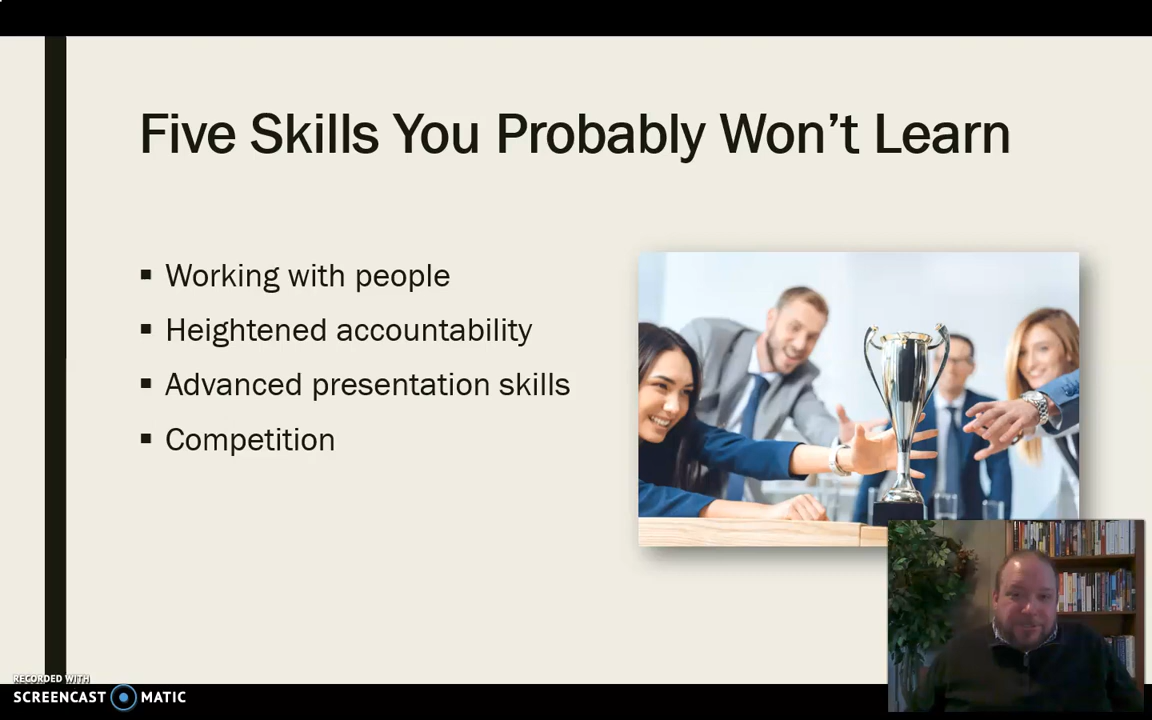 Five Skills You Probably Won’t Learn
▪ Working with people
▪ Heightened accountability
▪ Advanced presentation skills
▪ Competition
RECORDED WITH
SCREENCAST MATIC